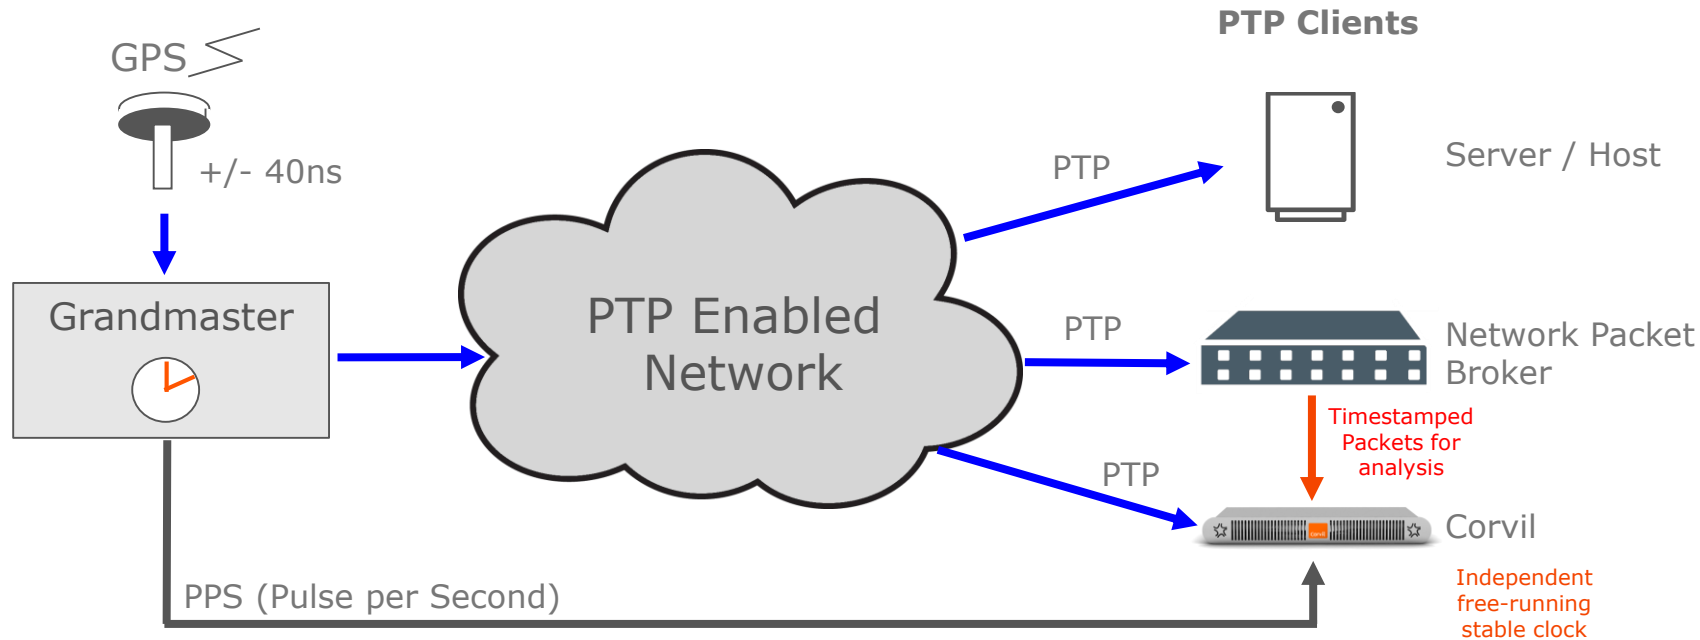 PTP Clients
GPS
+/- 40ns
Grandmaster
PTP Enabled
Network
PTP
Server / Host
PTP
Network Packet
Broker
Timestamped
Packets for
analysis
PTP
Corvil
corvil
PPS (Pulse per Second)
Independent
free-running
stable clock